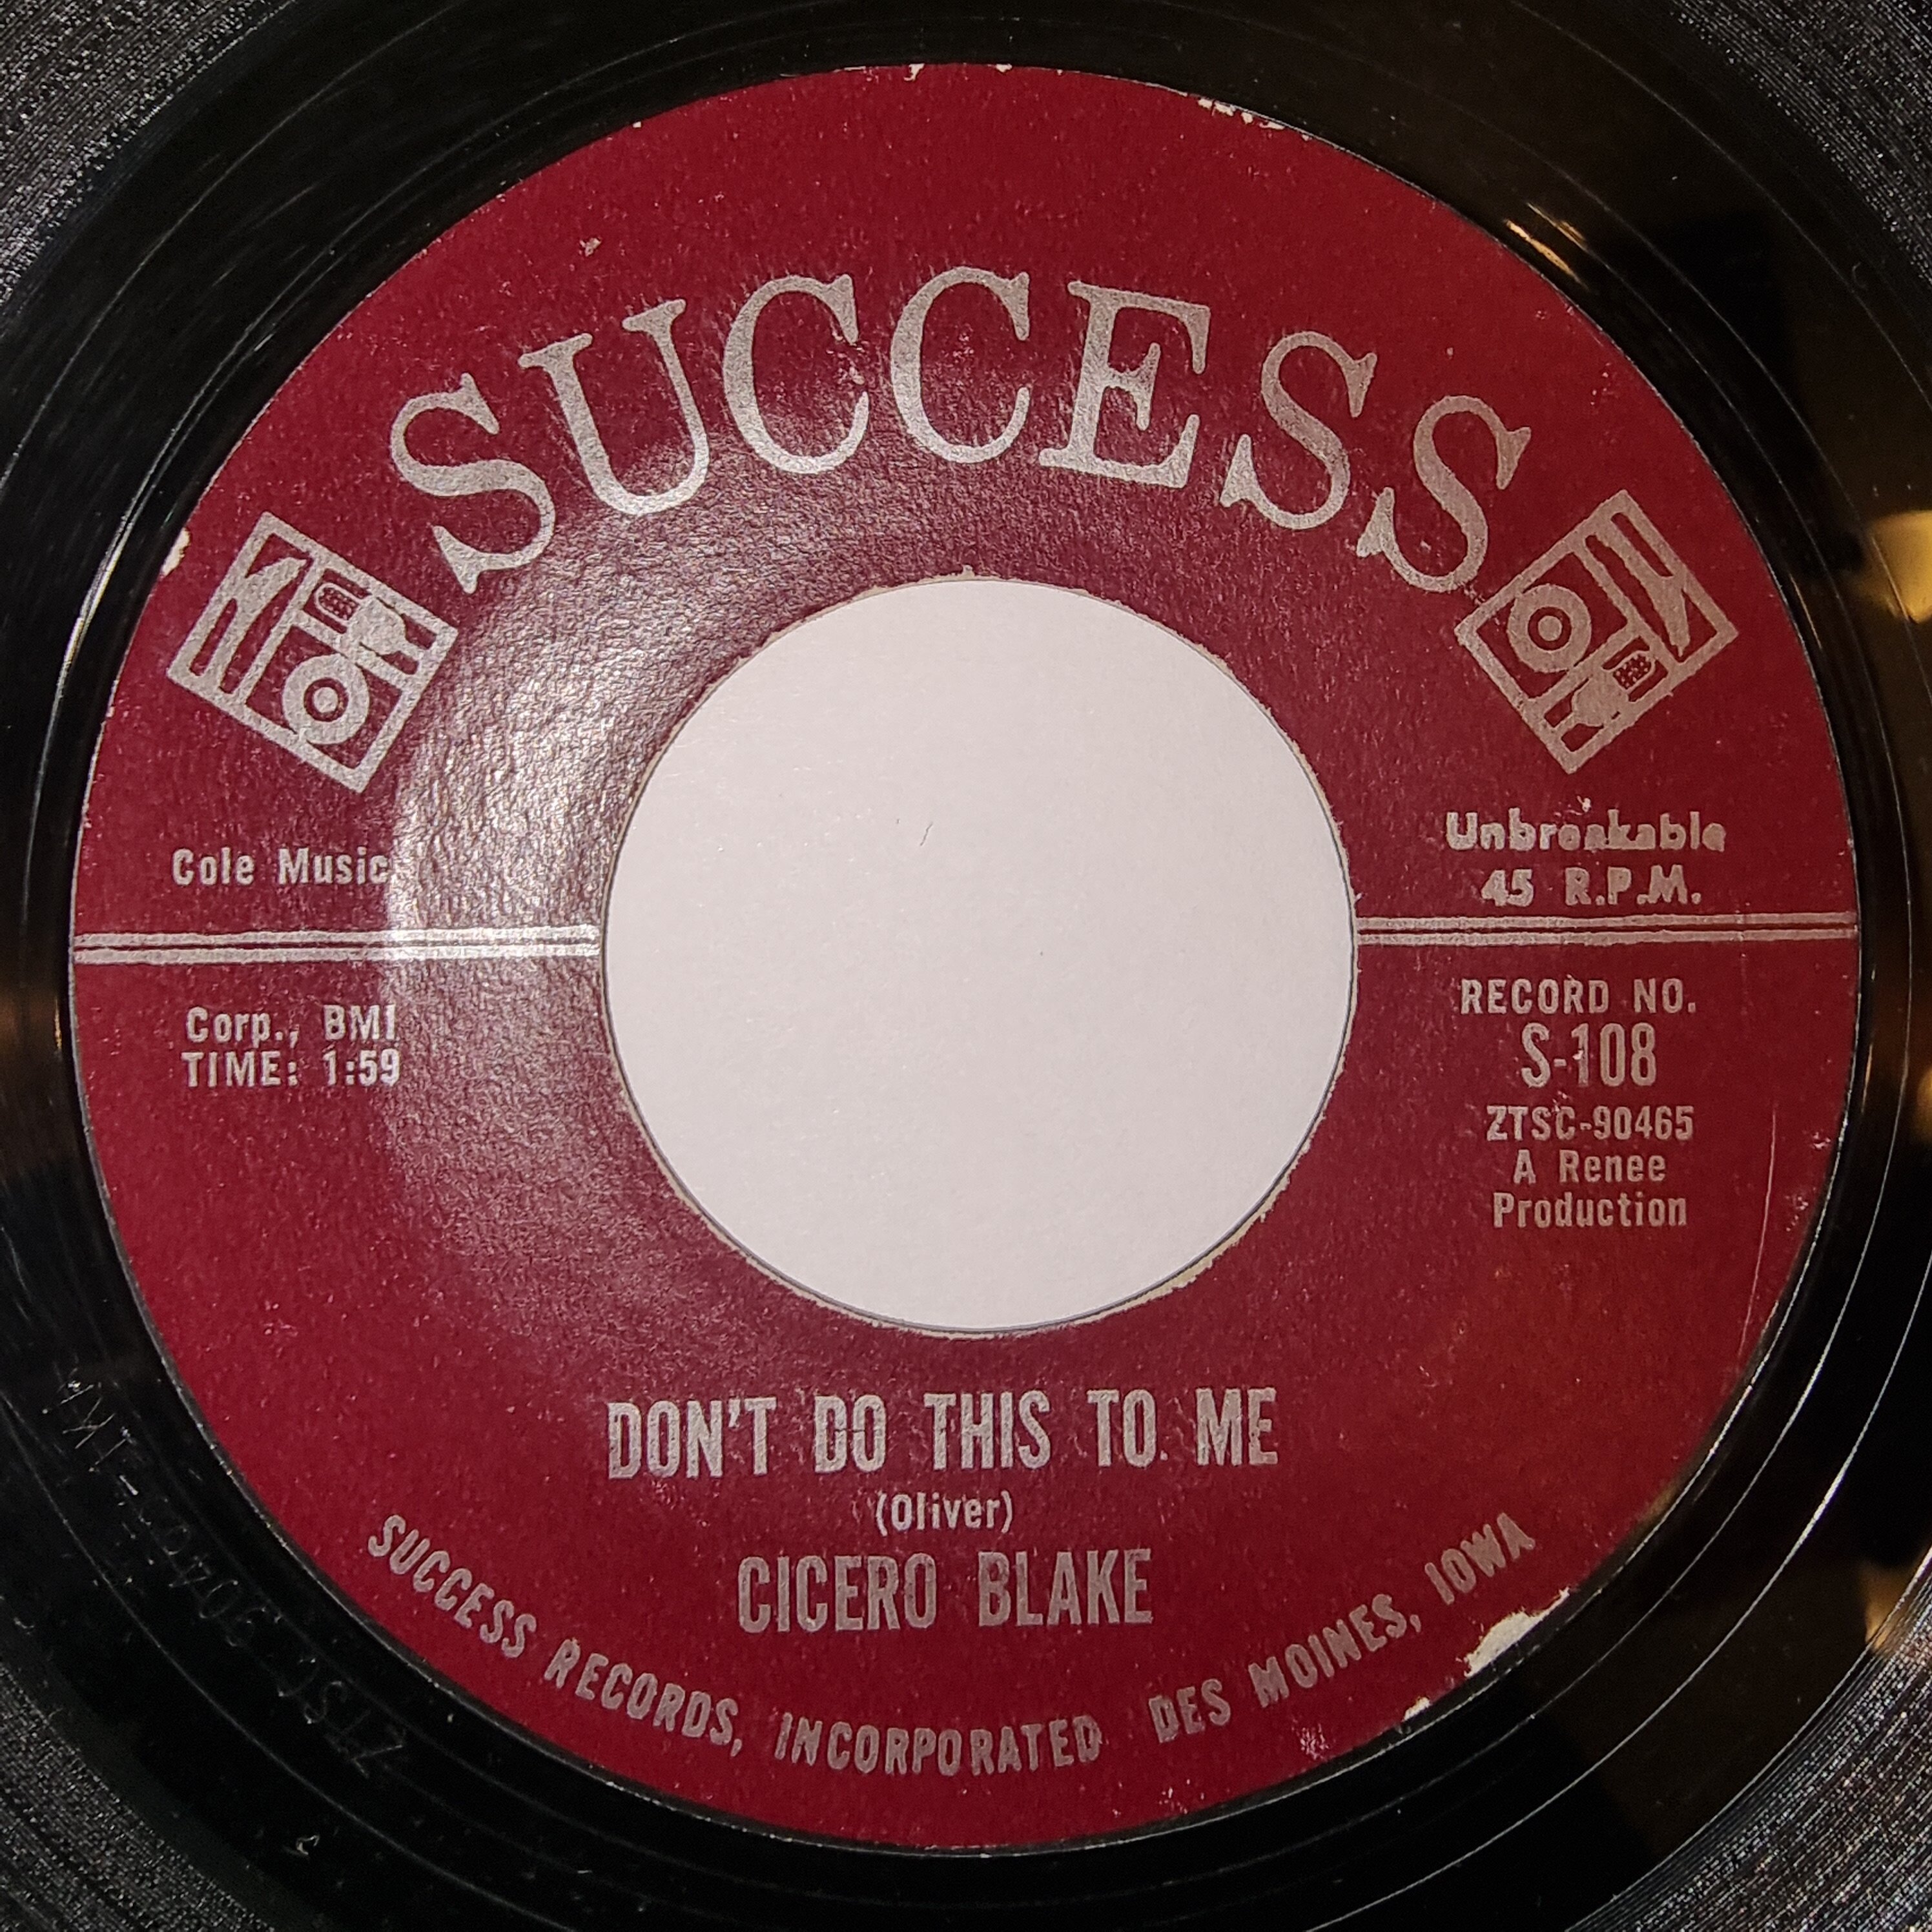 SUCCESS
Cole Music
Corp., BMI
TIME: 1:59
Unbreakable
45 R.P.M.
RECORD NO.
S-108
ZTSC-90465
A Renee
Production
DON'T DO THIS TO ME
(Oliver)
CICERO BLAKE
SUCCESS RECORDS, INCORPORATED DES MOINES, IOWA